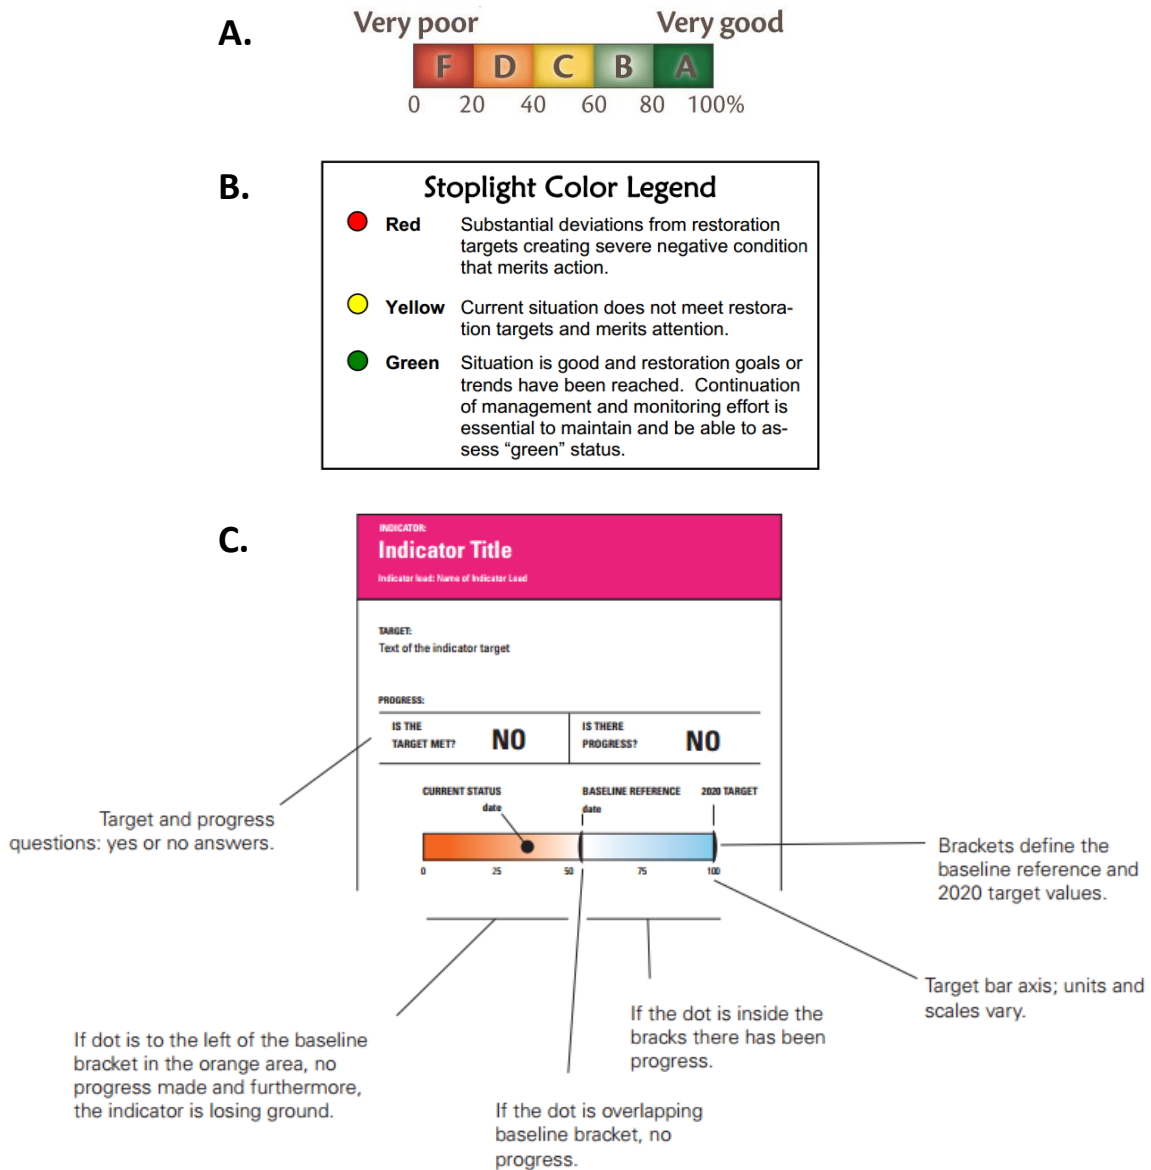 A.
Very poor Very good
F D C B A
0 20 40 60 80 100%
B.
Stoplight Color Legend
Red Substantial deviations from restoration
targets creating severe negative condition
that merits action.
Yellow Current situation does not meet restora-
tion targets and merits attention.
Green Situation is good and restoration goals or
trends have been reached. Continuation
of management and monitoring effort is
essential to maintain and be able to as-
sess “green” status.
C.
INDICATOR:
Indicator Title
Indicator lead: Name of Indicator Lead
TARGET:
Text of the indicator target
PROGRESS:
IS THE
TARGET MET?
NO
IS THERE
PROGRESS?
NO
CURRENT STATUS
date
BASELINE REFERENCE
date
2020 TARGET
0 25 50 75 100
Target and progress
questions: yes or no answers.
Brackets define the
baseline reference and
2020 target values.
Target bar axis; units and
scales vary.
If the dot is inside the
bracks there has been
progress.
If dot is to the left of the baseline
bracket in the orange area, no
progress made and furthermore,
the indicator is losing ground.
If the dot is overlapping
baseline bracket, no
progress.